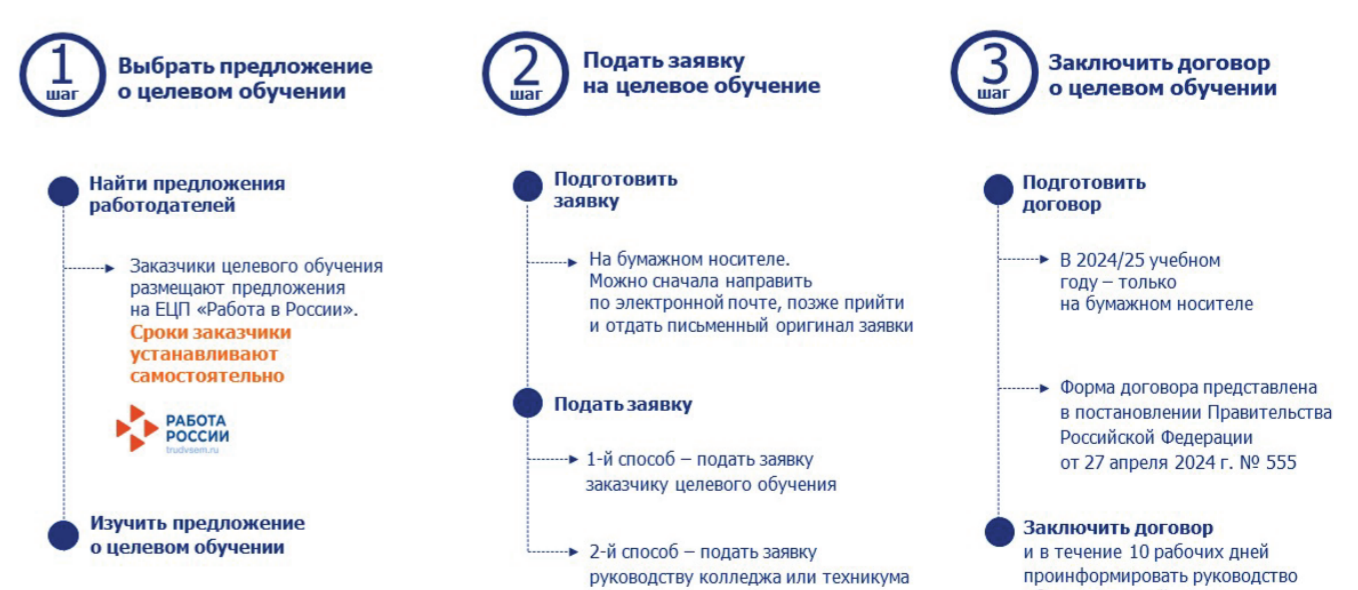 1
шаг
Выбрать предложение
о целевом обучении
Найти предложения
работодателей
Заказчики целевого обучения
размещают предложения
на ЕЦП «Работа в России».
Сроки заказчики
устанавливают
самостоятельно
РАБОТА
РОССИИ
trudvsem.ru
Изучить предложение
о целевом обучении
2
шаг
Подать заявку
на целевое обучение
Подготовить
заявку
На бумажном носителе.
Можно сначала направить
по электронной почте, позже прийти
и отдать письменный оригинал заявки
Подать заявку
1-й способ – подать заявку
заказчику целевого обучения
2-й способ – подать заявку
руководству колледжа или техникума
3
шаг
Заключить договор
о целевом обучении
Подготовить
договор
В 2024/25 учебном
году – только
на бумажном носителе
Форма договора представлена
в постановлении Правительства
Российской Федерации
от 27 апреля 2024 г. № 555
Заключить договор
и в течение 10 рабочих дней
проинформировать руководство